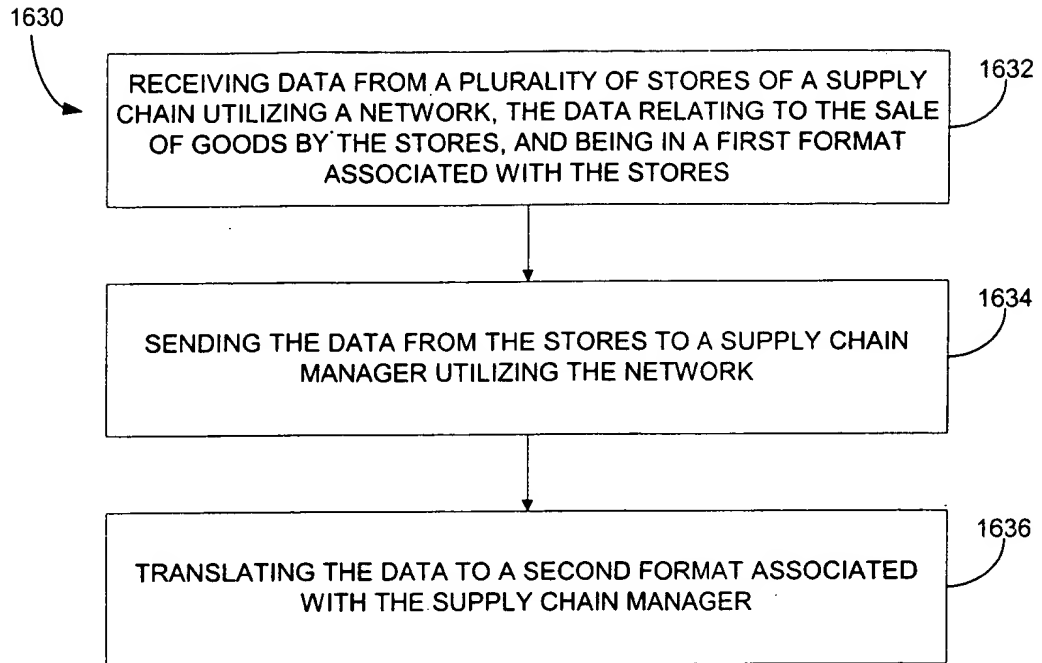 1630
RECEIVING DATA FROM A PLURALITY OF STORES OF A SUPPLY
CHAIN UTILIZING A NETWORK, THE DATA RELATING TO THE SALE
OF GOODS BY THE STORES, AND BEING IN A FIRST FORMAT
ASSOCIATED WITH THE STORES
1632
SENDING THE DATA FROM THE STORES TO A SUPPLY CHAIN
MANAGER UTILIZING THE NETWORK
1634
TRANSLATING THE DATA TO A SECOND FORMAT ASSOCIATED
WITH THE SUPPLY CHAIN MANAGER
1636